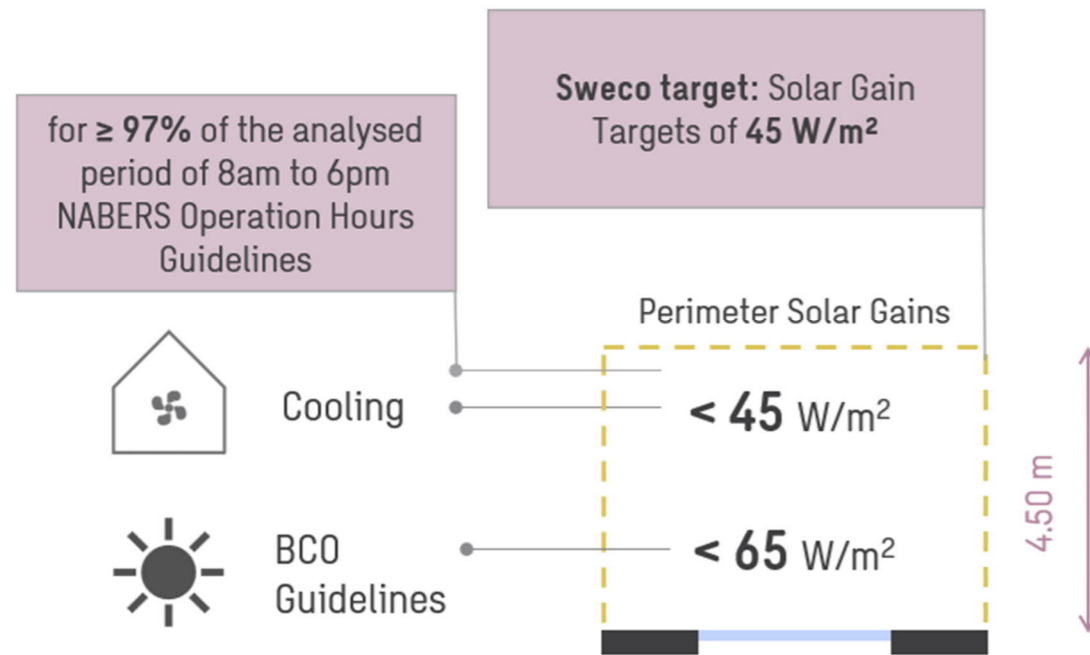 Sweco target: Solar Gain
Targets of 45 W/m²
for ≥ 97% of the analysed
period of 8am to 6pm
NABERS Operation Hours
Guidelines
Perimeter Solar Gains
Cooling
< 45 W/m²
BCO
Guidelines
< 65 W/m²
4.50 m